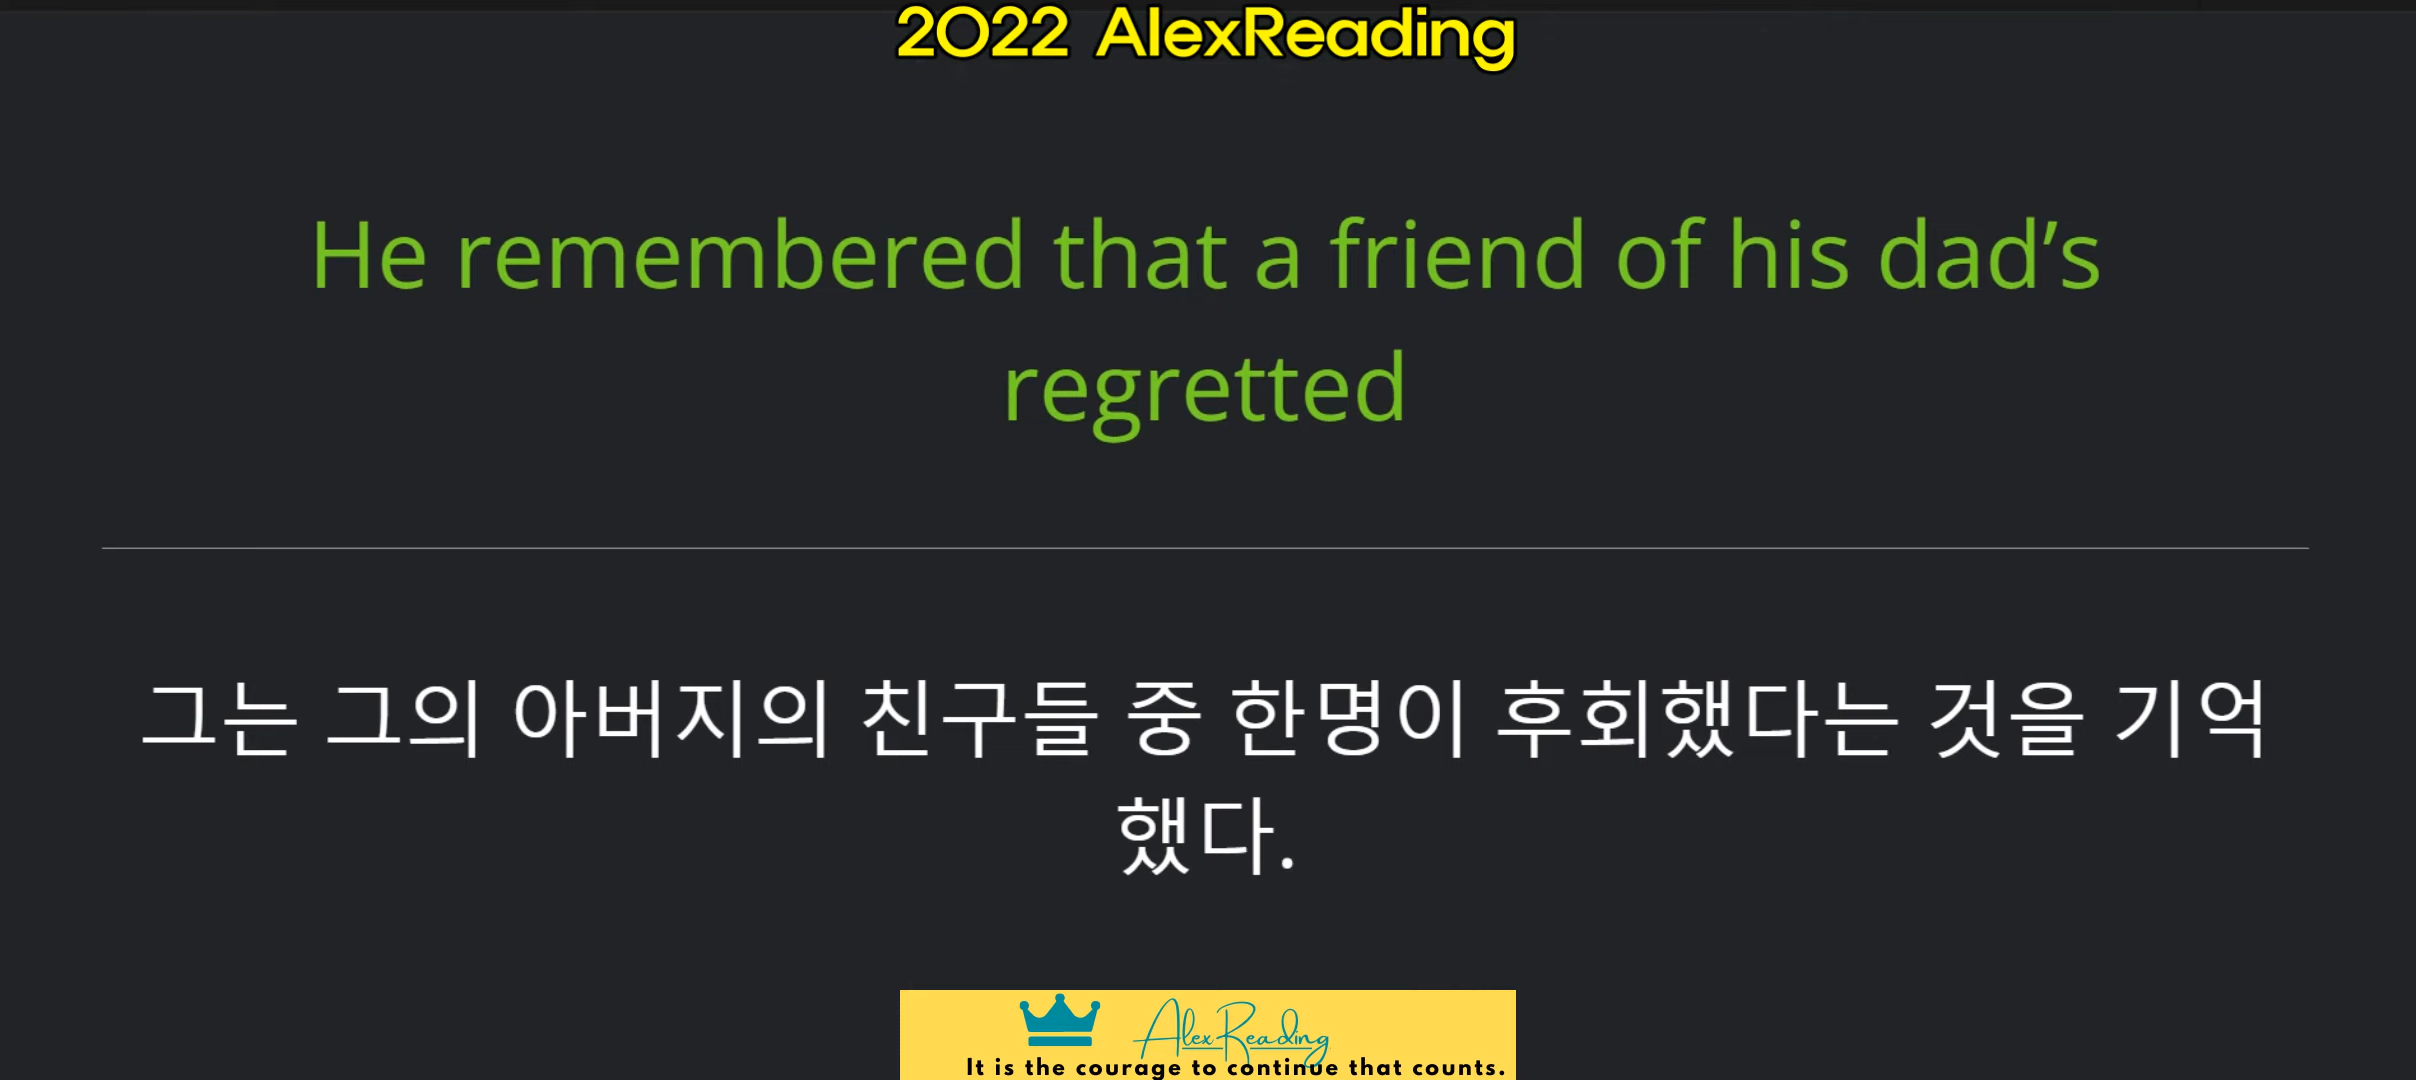 2022 AlexReading
He remembered that a friend of his dad’s
regretted
그는 그의 아버지의 친구들 중 한명이 후회했다는 것을 기억
했다.
AlexReading
It is the courage to continue that counts.